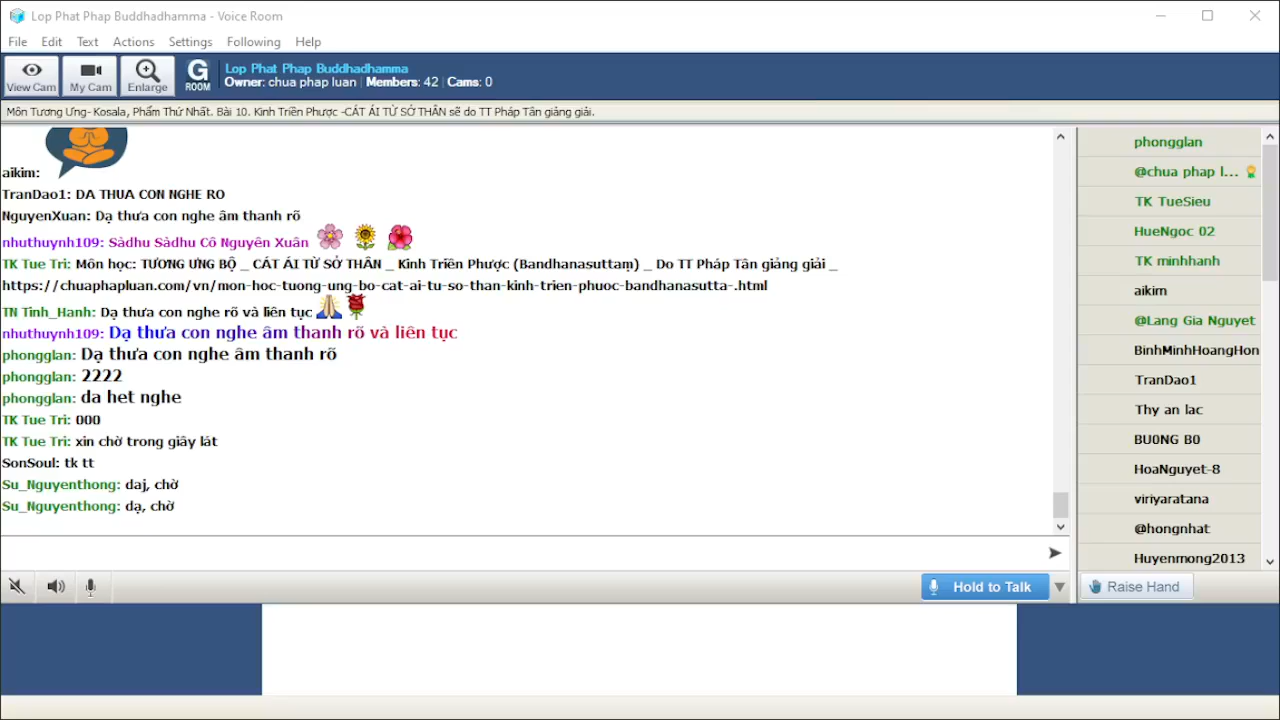 Lop Phat Phap Buddhadhamma - Voice Room
File Edit Text Actions Settings Following Help
View Cam My Cam Enlarge G ROOM
Lop Phat Phap Buddhadhamma
Owner: chua phap luan | Members: 42 | Cams: 0
Môn Tương Ưng- Kosala, Phẩm Thứ Nhất. Bài 10. Kinh Triền Phược -CÁT ÁI TỪ SỞ THÂN sẽ do TT Pháp Tân giảng giải.
aikim:
TranDao1: DA THUA CON NGHE RO
NguyenXuan: Dạ thưa con nghe âm thanh rõ
nhuthuynh109: Sàdhu Sàdhu Cô Nguyên Xuân
TK Tue Tri: Môn học: TƯƠNG ƯNG BỘ _ CÁT ÁI TỪ SỞ THÂN _ Kinh Triền Phược (Bandhanasuttaṃ) _ Do TT Pháp Tân giảng giải _
https://chuaphapluan.com/vn/mon-hoc-tuong-ung-bo-cat-ai-tu-so-than-kinh-trien-phuoc-bandhanasutta-.html
TN Tinh_Hanh: Dạ thưa con nghe rõ và liên tục
nhuthuynh109: Dạ thưa con nghe âm thanh rõ và liên tục
phongglan: Dạ thưa con nghe âm thanh rõ
phongglan: 2222
phongglan: da het nghe
TK Tue Tri: 000
TK Tue Tri: xin chờ trong giây lát
SonSoul: tk tt
Su_Nguyenthong: daj, chờ
Su_Nguyenthong: dạ, chờ
phongglan
@chua phap l...
TK TueSieu
HueNgoc 02
TK minhhanh
aikim
@Lang Gia Nguyet
BinhMinhHoangHon
TranDao1
Thy an lac
BU0NG B0
HoaNguyet-8
viriyaratana
@hongnhat
Huyenmong2013
Hold to Talk
Raise Hand